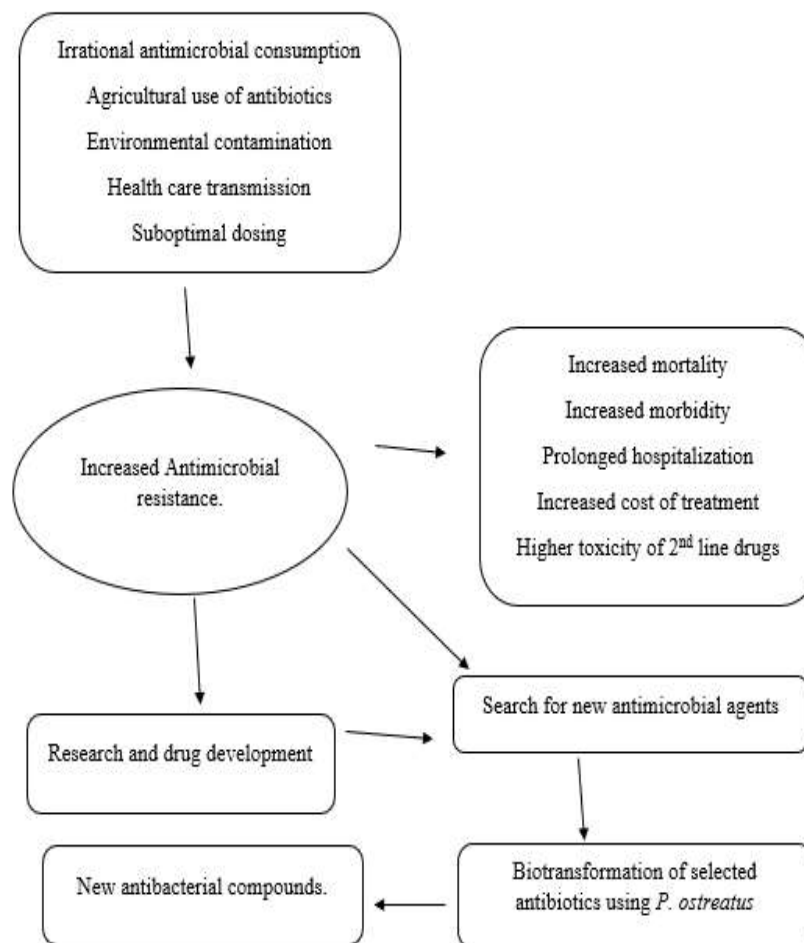 Irrational antimicrobial consumption
Agricultural use of antibiotics
Environmental contamination
Health care transmission
Suboptimal dosing
Increased mortality
Increased morbidity
Prolonged hospitalization
Increased cost of treatment
Higher toxicity of 2nd line drugs
Increased Antimicrobial
resistance.
Search for new antimicrobial agents
Research and drug development
Biotransformation of selected
antibiotics using P. ostreatus
New antibacterial compounds.